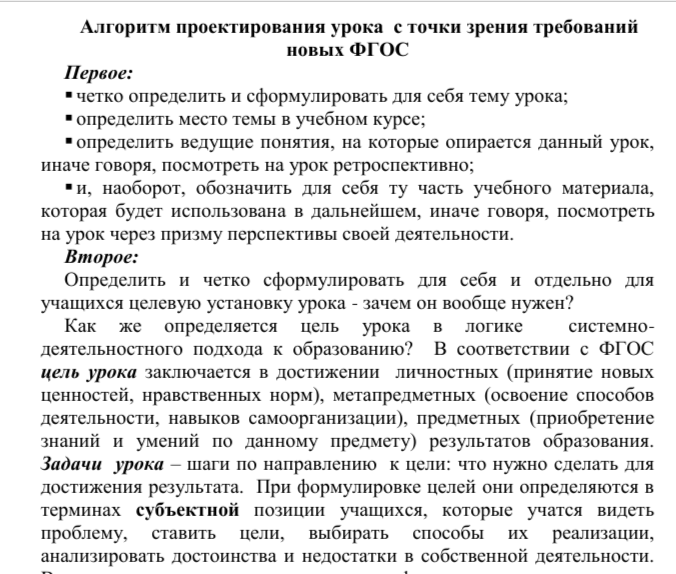 Алгоритм проектирования урока с точки зрения требований
новых ФГОС
Первое:
▪ четко определить и сформулировать для себя тему урока;
▪ определить место темы в учебном курсе;
▪ определить ведущие понятия, на которые опирается данный урок,
иначе говоря, посмотреть на урок ретроспективно;
▪ и, наоборот, обозначить для себя ту часть учебного материала,
которая будет использована в дальнейшем, иначе говоря, посмотреть
на урок через призму перспективы своей деятельности.
Второе:
Определить и четко сформулировать для себя и отдельно для
учащихся целевую установку урока - зачем он вообще нужен?
Как же определяется цель урока в логике системно-
деятельностного подхода к образованию? В соответствии с ФГОС
цель урока заключается в достижении личностных (принятие новых
ценностей, нравственных норм), метапредметных (освоение способов
деятельности, навыков самоорганизации), предметных (приобретение
знаний и умений по данному предмету) результатов образования.
Задачи урока – шаги по направлению к цели: что нужно сделать для
достижения результата. При формулировке целей они определяются в
терминах субъектной позиции учащихся, которые учатся видеть
проблему, ставить цели, выбирать способы их реализации,
анализировать достоинства и недостатки в собственной деятельности.